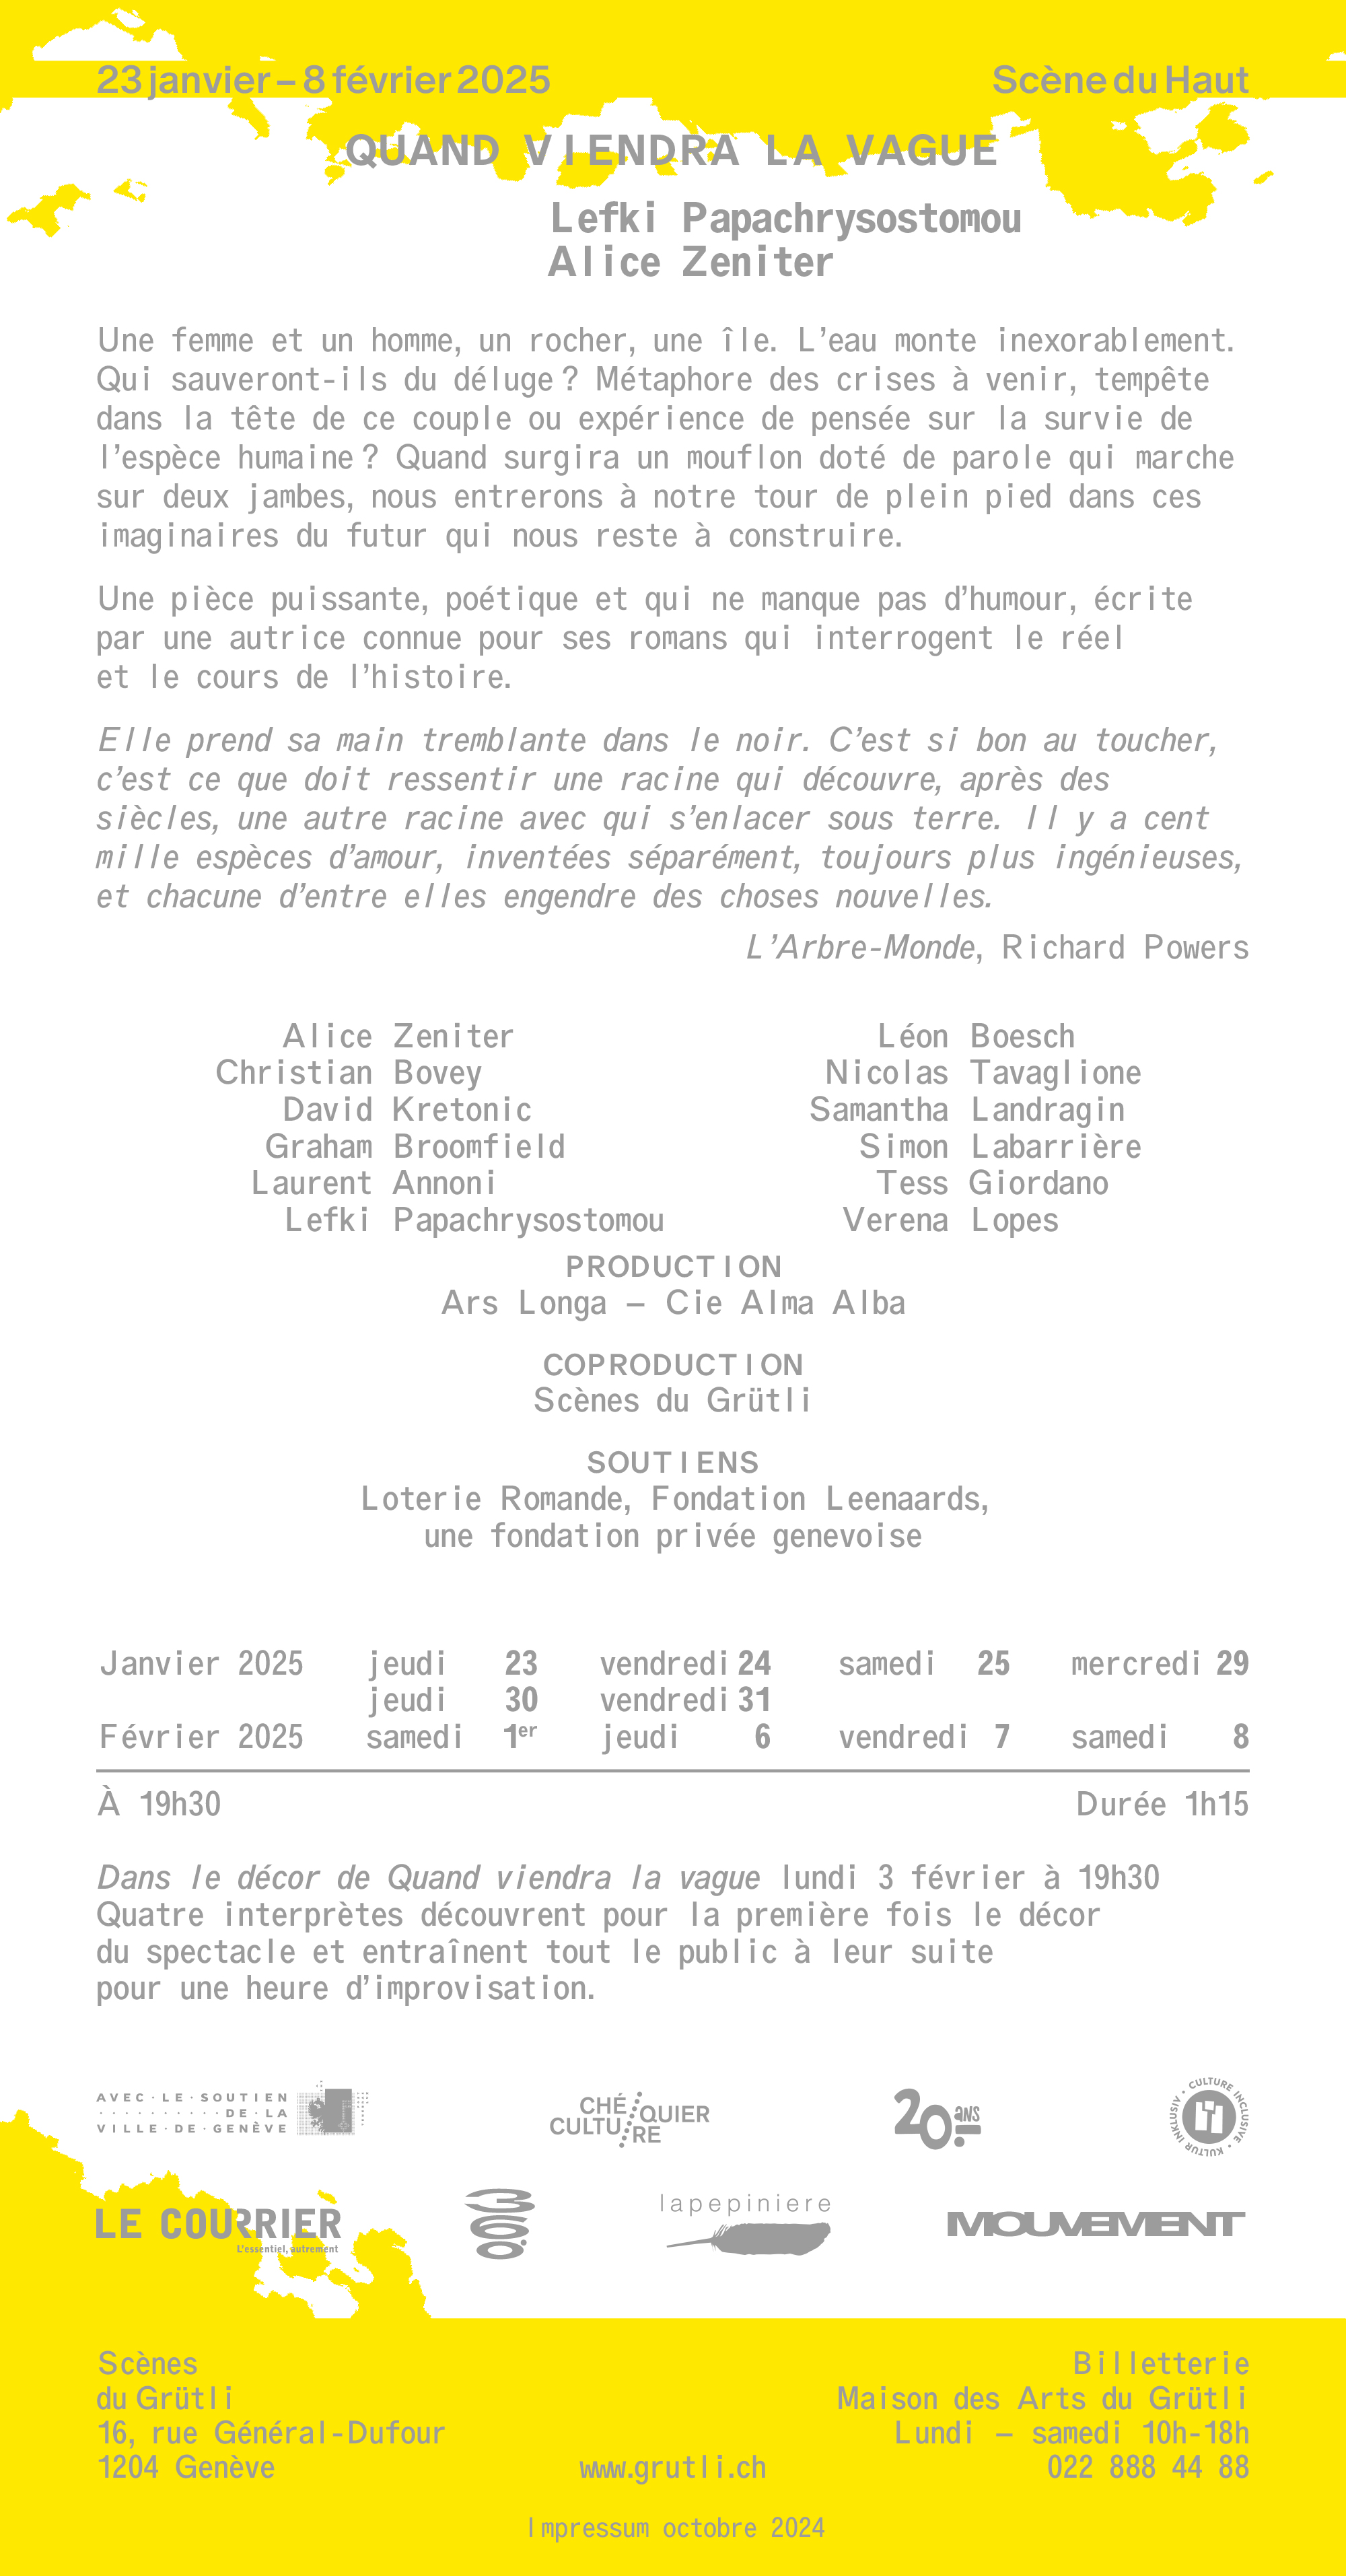 23 janvier – 8 février 2025
Scène du Haut
QUAND VIENDRA LA VAGUE
Lefki Papachrysostomou
Alice Zeniter
Une femme et un homme, un rocher, une île. L’eau monte inexorablement.
Qui sauveront-ils du déluge ? Métaphore des crises à venir, tempête
dans la tête de ce couple ou expérience de pensée sur la survie de
l’espèce humaine ? Quand surgira un mouflon doté de parole qui marche
sur deux jambes, nous entrerons à notre tour de plein pied dans ces
imaginaires du futur qui nous reste à construire.
Une pièce puissante, poétique et qui ne manque pas d’humour, écrite
par une autrice connue pour ses romans qui interrogent le réel
et le cours de l’histoire.
Elle prend sa main tremblante dans le noir. C’est si bon au toucher,
c’est ce que doit ressentir une racine qui découvre, après des
siècles, une autre racine avec qui s’enlacer sous terre. Il y a cent
mille espèces d’amour, inventées séparément, toujours plus ingénieuses,
et chacune d’entre elles engendre des choses nouvelles.
L’Arbre-Monde, Richard Powers
Alice Zeniter
Christian Bovey
David Kretonic
Graham Broomfield
Laurent Annoni
Lefki Papachrysostomou
Léon Boesch
Nicolas Tavaglione
Samantha Landragin
Simon Labarrière
Tess Giordano
Verena Lopes
PRODUCTION
Ars Longa – Cie Alma Alba
COPRODUCTION
Scènes du Grütli
SOUTIENS
Loterie Romande, Fondation Leenaards,
une fondation privée genevoise
Janvier 2025 jeudi 23 vendredi 24 samedi 25 mercredi 29
jeudi 30 vendredi 31
Février 2025 samedi 1er jeudi 6 vendredi 7 samedi 8
À 19h30 Durée 1h15
Dans le décor de Quand viendra la vague lundi 3 février à 19h30
Quatre interprètes découvrent pour la première fois le décor
du spectacle et entraînent tout le public à leur suite
pour une heure d’improvisation.
AVEC·LE·SOUTIEN
DE·LA
VILLE·DE·GENÈVE
CHÉQUIER
CULTURE
20 ANS
CULTURE INCLUSIVE • KULTUR INKLUSIV •
LE COURRIER
L'essentiel, autrement
300
lapepiniere
MOUVEMENT
Scènes
du Grütli
16, rue Général-Dufour
1204 Genève
www.grutli.ch
Billetterie
Maison des Arts du Grütli
Lundi – samedi 10h-18h
022 888 44 88
Impressum octobre 2024